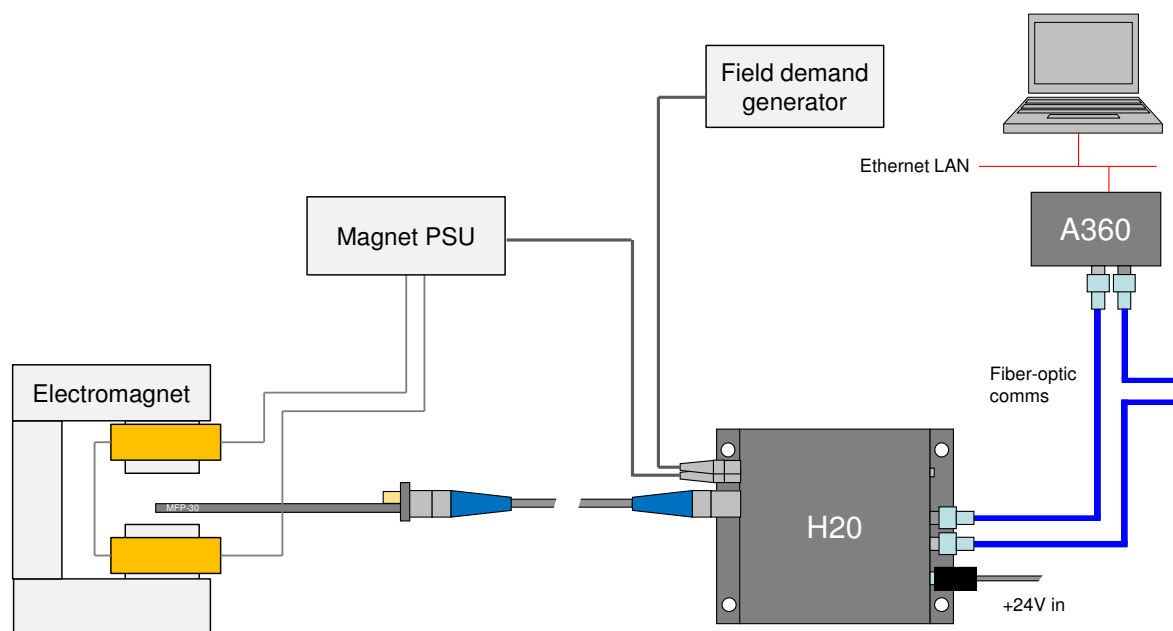 Field demand
generator
Ethernet LAN
A360
Magnet PSU
Fiber-optic
comms
Electromagnet
MFP-30
H20
+24V in